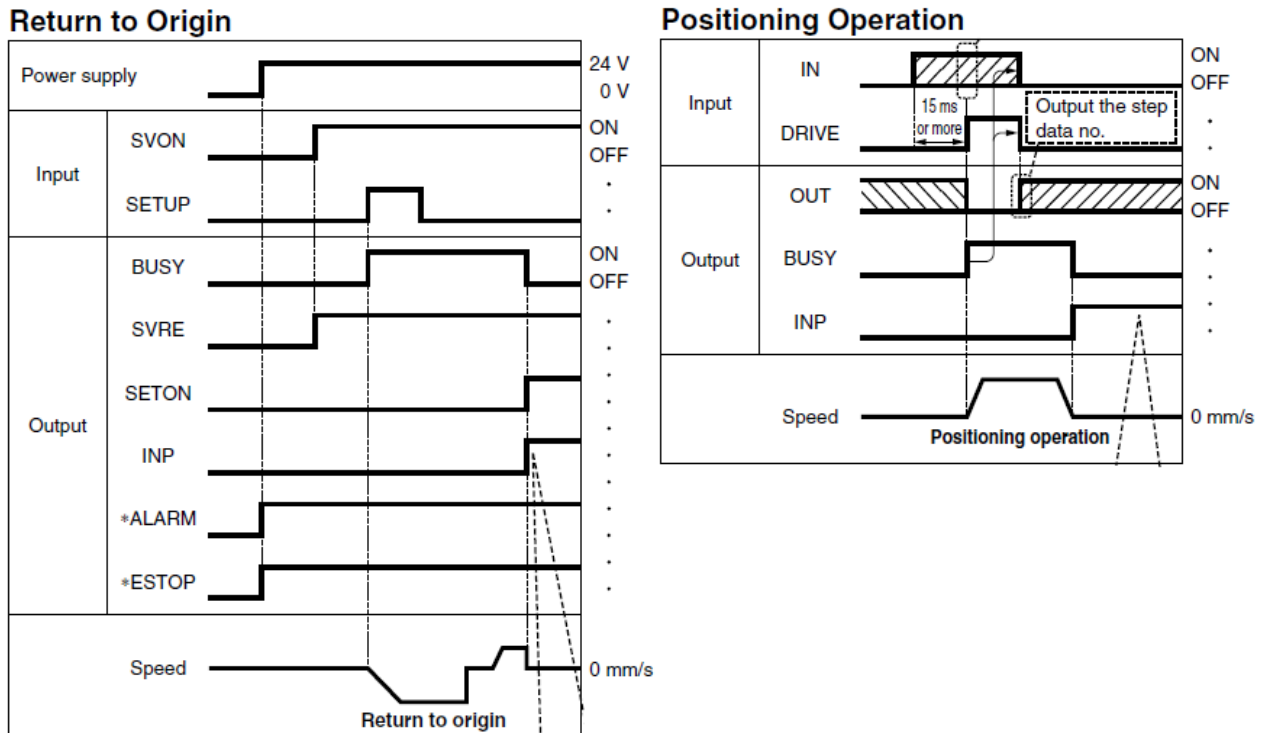 Return to Origin
Power supply
24 V
0 V
Input
SVON
ON
OFF
SETUP
Output
BUSY
ON
OFF
SVRE
SETON
INP
*ALARM
*ESTOP
Speed
0 mm/s
Return to origin
Positioning Operation
Input
IN
ON
OFF
15 ms
or more
Output the step
data no.
DRIVE
Output
OUT
ON
OFF
BUSY
INP
Speed
0 mm/s
Positioning operation